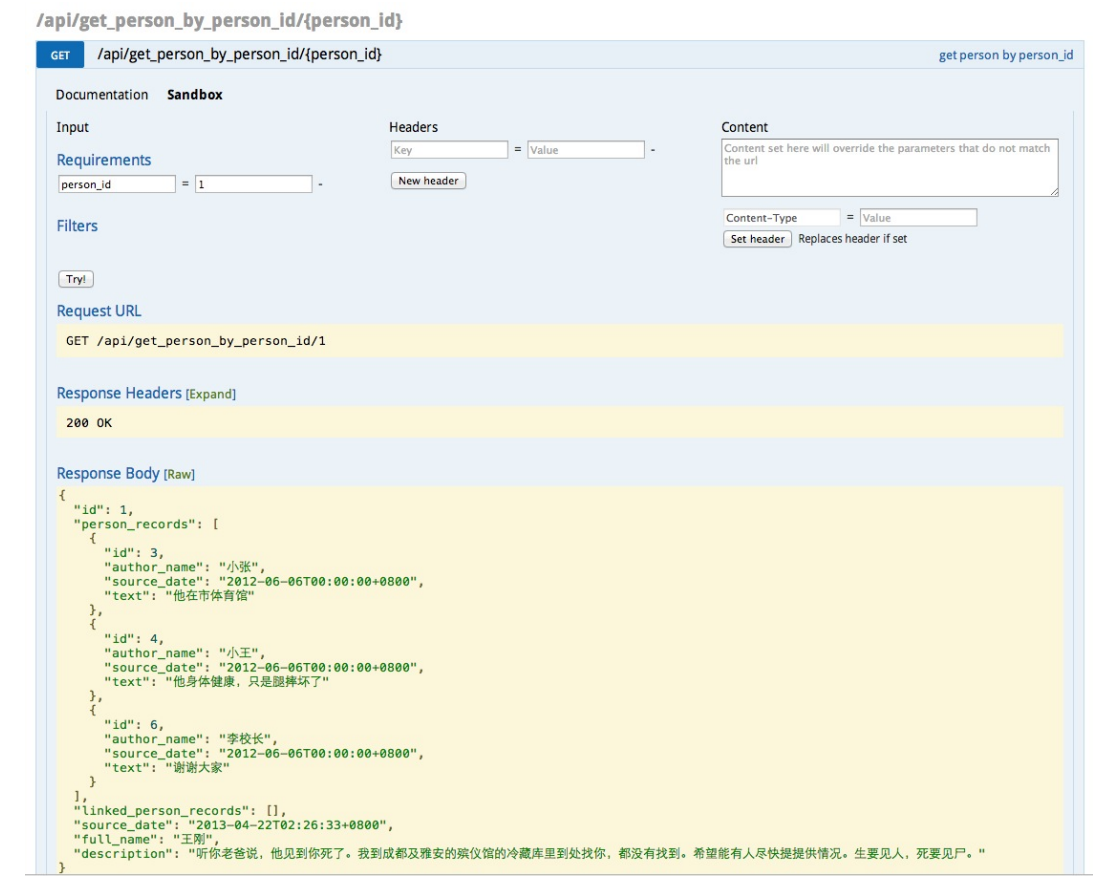 /api/get_person_by_person_id/{person_id}
GET /api/get_person_by_person_id/{person_id} get person by person_id
Documentation Sandbox
Input Headers Content
Key = Value - Content set here will override the parameters that do not match
the url
Requirements
person_id = 1 -
New header
Content-Type = Value
Filters
Set header Replaces header if set
Try!
Request URL
GET /api/get_person_by_person_id/1
Response Headers [Expand]
200 OK
Response Body [Raw]
{
"id": 1,
"person_records": [
{
"id": 3,
"author_name": "小张",
"source_date": "2012-06-06T00:00:00+0800",
"text": "他在市体育馆"
},
{
"id": 4,
"author_name": "小王",
"source_date": "2012-06-06T00:00:00+0800",
"text": "他身体健康，只是腿摔坏了"
},
{
"id": 6,
"author_name": "李校长",
"source_date": "2012-06-06T00:00:00+0800",
"text": "谢谢大家"
}
],
"linked_person_records": [],
"source_date": "2013-04-22T02:26:33+0800",
"full_name": "王刚",
"description": "听你老爸说，他见到你死了。我到成都及雅安的殡仪馆的冷藏库里到处找你，都没有找到。希望能有人尽快提提供情况。生要见人，死要见尸。"
}